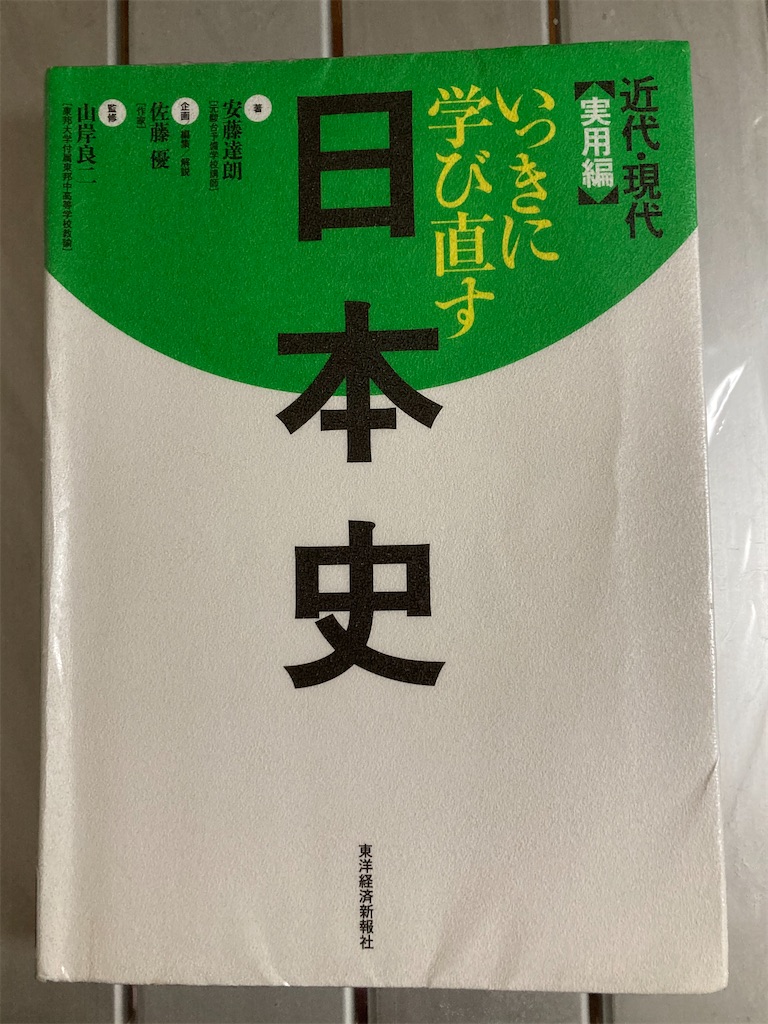 近代・現代
【実用編】
いっきに
学び直す
日本史
著
安藤達朗
［元駿台予備学校講師］
企画・編集・解説
佐藤優
［作家］
監修
山岸良二
［東邦大学付属東邦中高等学校教諭］
東洋経済新報社